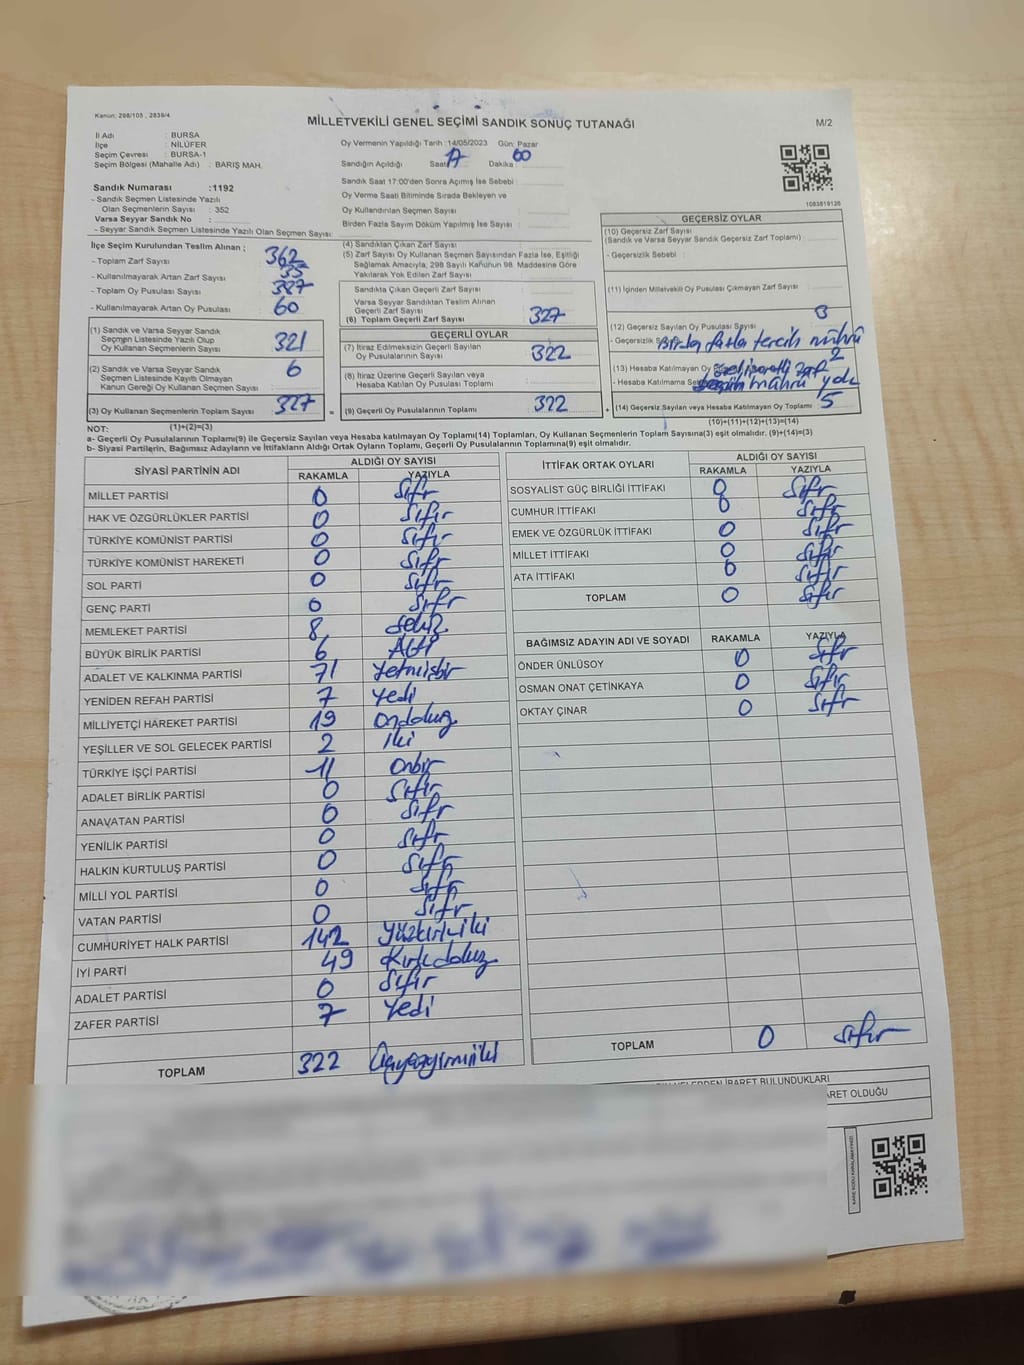 Kanun: 298/105 , 2839/4
MİLLETVEKİLİ GENEL SEÇİMİ SANDIK SONUÇ TUTANAĞI
M/2
İl Adı : BURSA
İlçe : NİLÜFER
Seçim Çevresi : BURSA-1
Seçim Bölgesi (Mahalle Adı) : BARIŞ MAH.
Sandık Numarası :1192
- Sandık Seçmen Listesinde Yazılı
Olan Seçmenlerin Sayısı : 352
Varsa Seyyar Sandık No :
- Seyyar Sandık Seçmen Listesinde Yazılı Olan Seçmen Sayısı:
Oy Vermenin Yapıldığı Tarih :14/05/2023 Gün: Pazar
Sandığın Açıldığı Saat: 17 Dakika: 00
Sandık Saat 17:00'den Sonra Açımış İse Sebebi :
Oy Verme Saati Bitiminde Sırada Bekleyen ve
Oy Kullandırılan Seçmen Sayısı :
Birden Fazla Sayım Döküm Yapılmış İse Sayısı :
1083819126
İlçe Seçim Kurulundan Teslim Alınan ;
- Toplam Zarf Sayısı : 362
- Kullanılmayarak Artan Zarf Sayısı : 35
- Toplam Oy Pusulası Sayısı : 387
- Kullanılmayarak Artan Oy Pusulası : 60
(1) Sandık ve Varsa Seyyar Sandık
Seçmen Listesinde Yazılı Olup
Oy Kullanan Seçmenlerin Sayısı : 321
(2) Sandık ve Varsa Seyyar Sandık
Seçmen Listesinde Kayıtlı Olmayan
Kanun Gereği Oy Kullanan Seçmen Sayısı : 6
(3) Oy Kullanan Seçmenlerin Toplam Sayısı : 327 =
(4) Sandıktan Çıkan Zarf Sayısı :
(5) Zarf Sayısı Oy Kullanan Seçmen Sayısından Fazla İse, Eşitliği
Sağlamak Amacıyla, 298 Sayılı Kanunun 98. Maddesine Göre
Yakılarak Yok Edilen Zarf Sayısı :
Sandıkta Çıkan Geçerli Zarf Sayısı :
Varsa Seyyar Sandıktan Teslim Alınan
Geçerli Zarf Sayısı :
(6) Toplam Geçerli Zarf Sayısı : 327
GEÇERLİ OYLAR
(7) İtiraz Edilmeksizin Geçerli Sayılan
Oy Pusulalarının Sayısı : 322
(8) İtiraz Üzerine Geçerli Sayılan veya
Hesaba Katılan Oy Pusulası Toplamı :
(9) Geçerli Oy Pusulalarının Toplamı : 322 +
GEÇERSİZ OYLAR
(10) Geçersiz Zarf Sayısı
(Sandık ve Varsa Seyyar Sandık Geçersiz Zarf Toplamı) :
- Geçersizlik Sebebi :
(11) İçinden Milletvekili Oy Pusulası Çıkmayan Zarf Sayısı :
(12) Geçersiz Sayılan Oy Pusulası Sayısı : 3
- Geçersizlik Birden fazla tercih mührü
(13) Hesaba Katılmayan Oy 2
- Hesaba Katılmama mührü yok
(14) Geçersiz Sayılan veya Hesaba Katılmayan Oy Toplamı : 5
NOT: (1)+(2)=(3)
(10)+(11)+(12)+(13)=(14)
a- Geçerli Oy Pusulalarının Toplamı(9) ile Geçersiz Sayılan veya Hesaba katılmayan Oy Toplamı(14) Toplamları, Oy Kullanan Seçmenlerin Toplam Sayısına(3) eşit olmalıdır. (9)+(14)=(3)
b- Siyasi Partilerin, Bağımsız Adayların ve İttifakların Aldığı Oyların Toplamı, Geçerli Oy Pusulalarının Toplamına(9) eşit olmalıdır.
SİYASİ PARTİNİN ADI ALDIĞI OY SAYISI
RAKAMLA YAZIYLA
MİLLET PARTİSİ 0 Sıfır
HAK VE ÖZGÜRLÜKLER PARTİSİ 0 Sıfır
TÜRKİYE KOMÜNİST PARTİSİ 0 Sıfır
TÜRKİYE KOMÜNİST HAREKETİ 0 Sıfır
SOL PARTİ 0 Sıfır
GENÇ PARTİ 0 Sıfır
MEMLEKET PARTİSİ 8 Sekiz
BÜYÜK BİRLİK PARTİSİ 6 Altı
ADALET VE KALKINMA PARTİSİ 71 Yetmişbir
YENİDEN REFAH PARTİSİ 7 Yedi
MİLLİYETÇİ HAREKET PARTİSİ 19 Ondokuz
YEŞİLLER VE SOL GELECEK PARTİSİ 2 İki
TÜRKİYE İŞÇİ PARTİSİ 11 Onbir
ADALET BİRLİK PARTİSİ 0 Sıfır
ANAVATAN PARTİSİ 0 Sıfır
YENİLİK PARTİSİ 0 Sıfır
HALKIN KURTULUŞ PARTİSİ 0 Sıfır
MİLLİ YOL PARTİSİ 0 Sıfır
VATAN PARTİSİ 0 Sıfır
CUMHURİYET HALK PARTİSİ 142 Yüzkırkiki
İYİ PARTİ 49 Kırkdokuz
ADALET PARTİSİ 0 Sıfır
ZAFER PARTİSİ 7 Yedi
TOPLAM 322 Üçyüzyirmiiki
İTTİFAK ORTAK OYLARI ALDIĞI OY SAYISI
RAKAMLA YAZIYLA
SOSYALİST GÜÇ BİRLİĞİ İTTİFAKI 0 Sıfır
CUMHUR İTTİFAKI 0 Sıfır
EMEK VE ÖZGÜRLÜK İTTİFAKI 0 Sıfır
MİLLET İTTİFAKI 0 Sıfır
ATA İTTİFAKI 0 Sıfır
TOPLAM 0 Sıfır
BAĞIMSIZ ADAYIN ADI VE SOYADI RAKAMLA YAZIYLA
ÖNDER ÜNLÜSOY 0 Sıfır
OSMAN ONAT ÇETİNKAYA 0 Sıfır
OKTAY ÇINAR 0 Sıfır
TOPLAM 0 Sıfır
İBARET BULUNDUKLARI
ARET OLDUĞU